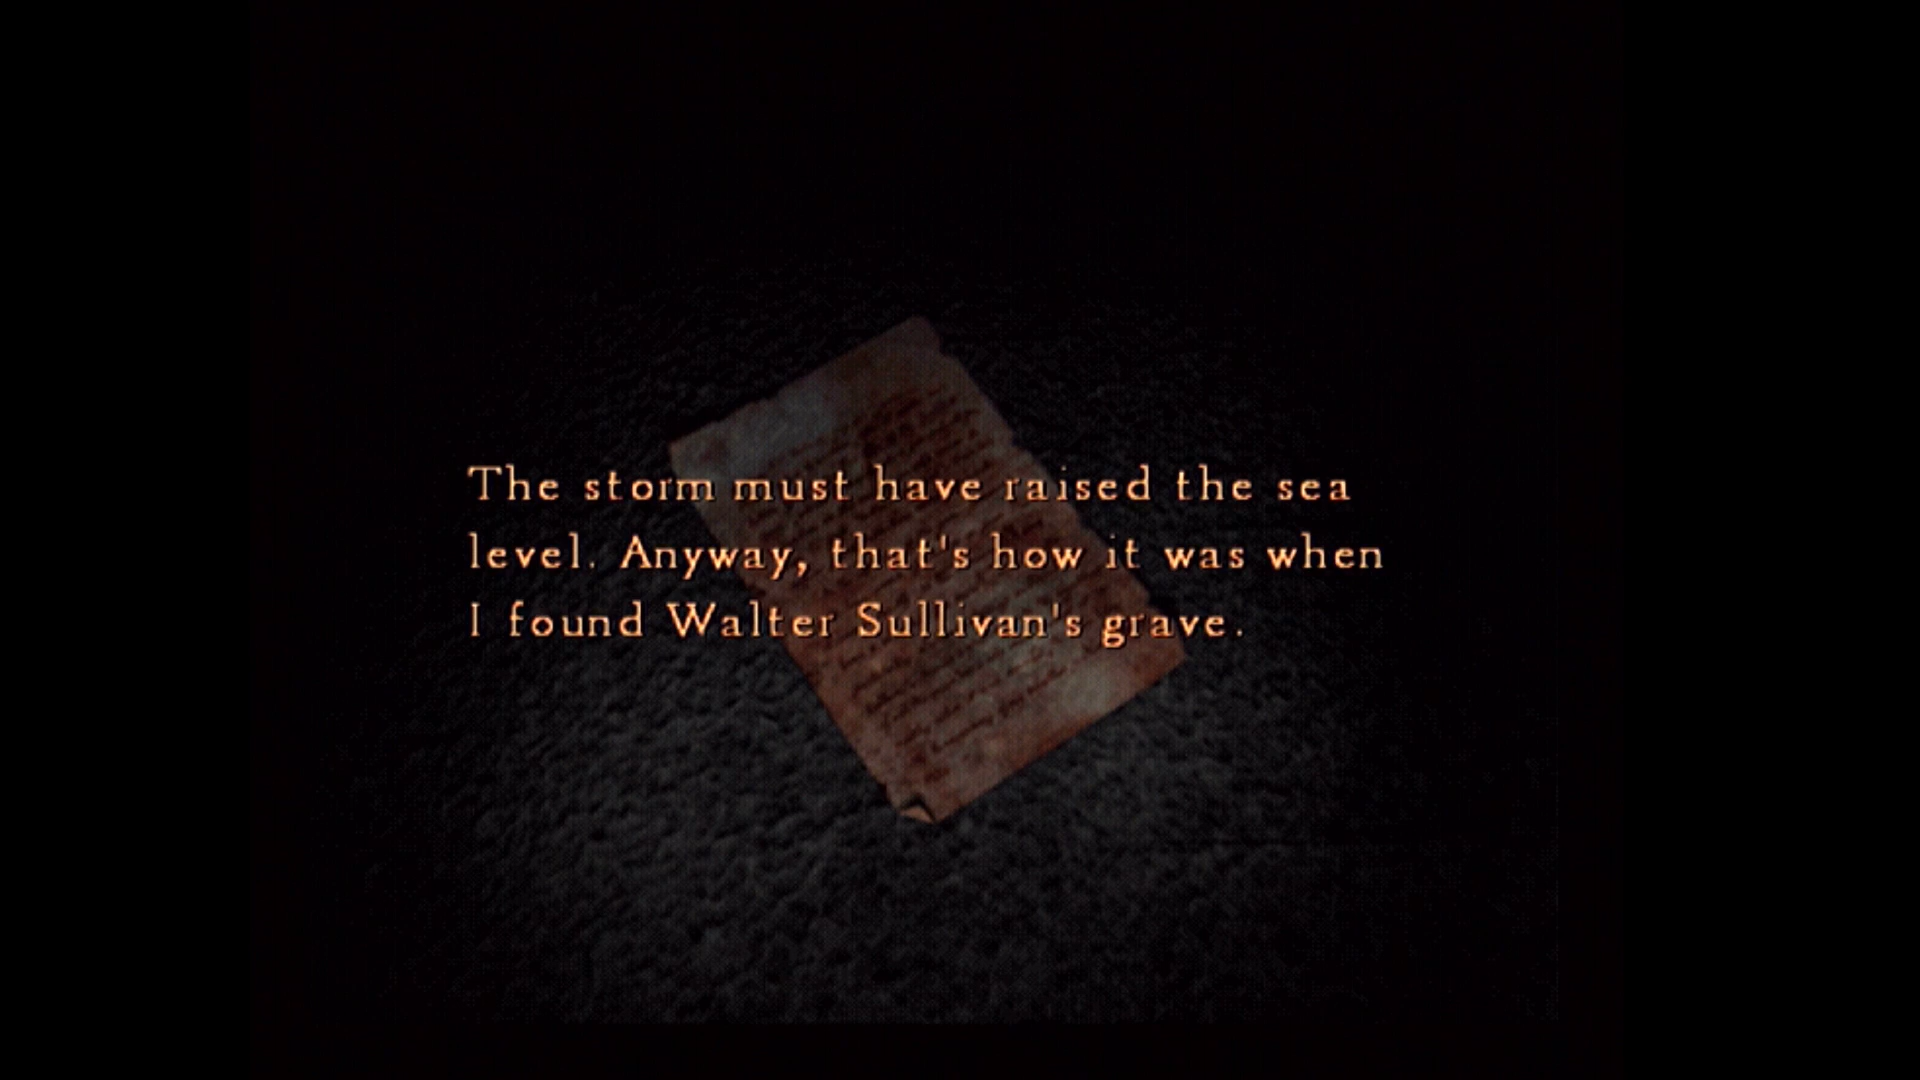 The storm must have raised the sea
level. Anyway, that's how it was when
I found Walter Sullivan's grave.